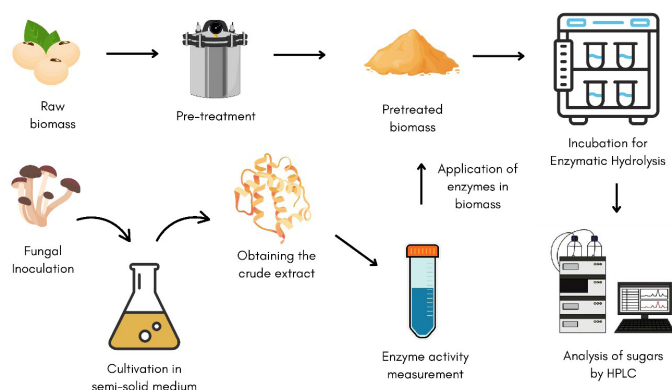 Raw
biomass
Pre-treatment
Pretreated
biomass
Incubation for
Enzymatic Hydrolysis
Fungal
Inoculation
Cultivation in
semi-solid medium
Obtaining the
crude extract
Enzyme activity
measurement
Application of
enzymes in
biomass
Analysis of sugars
by HPLC